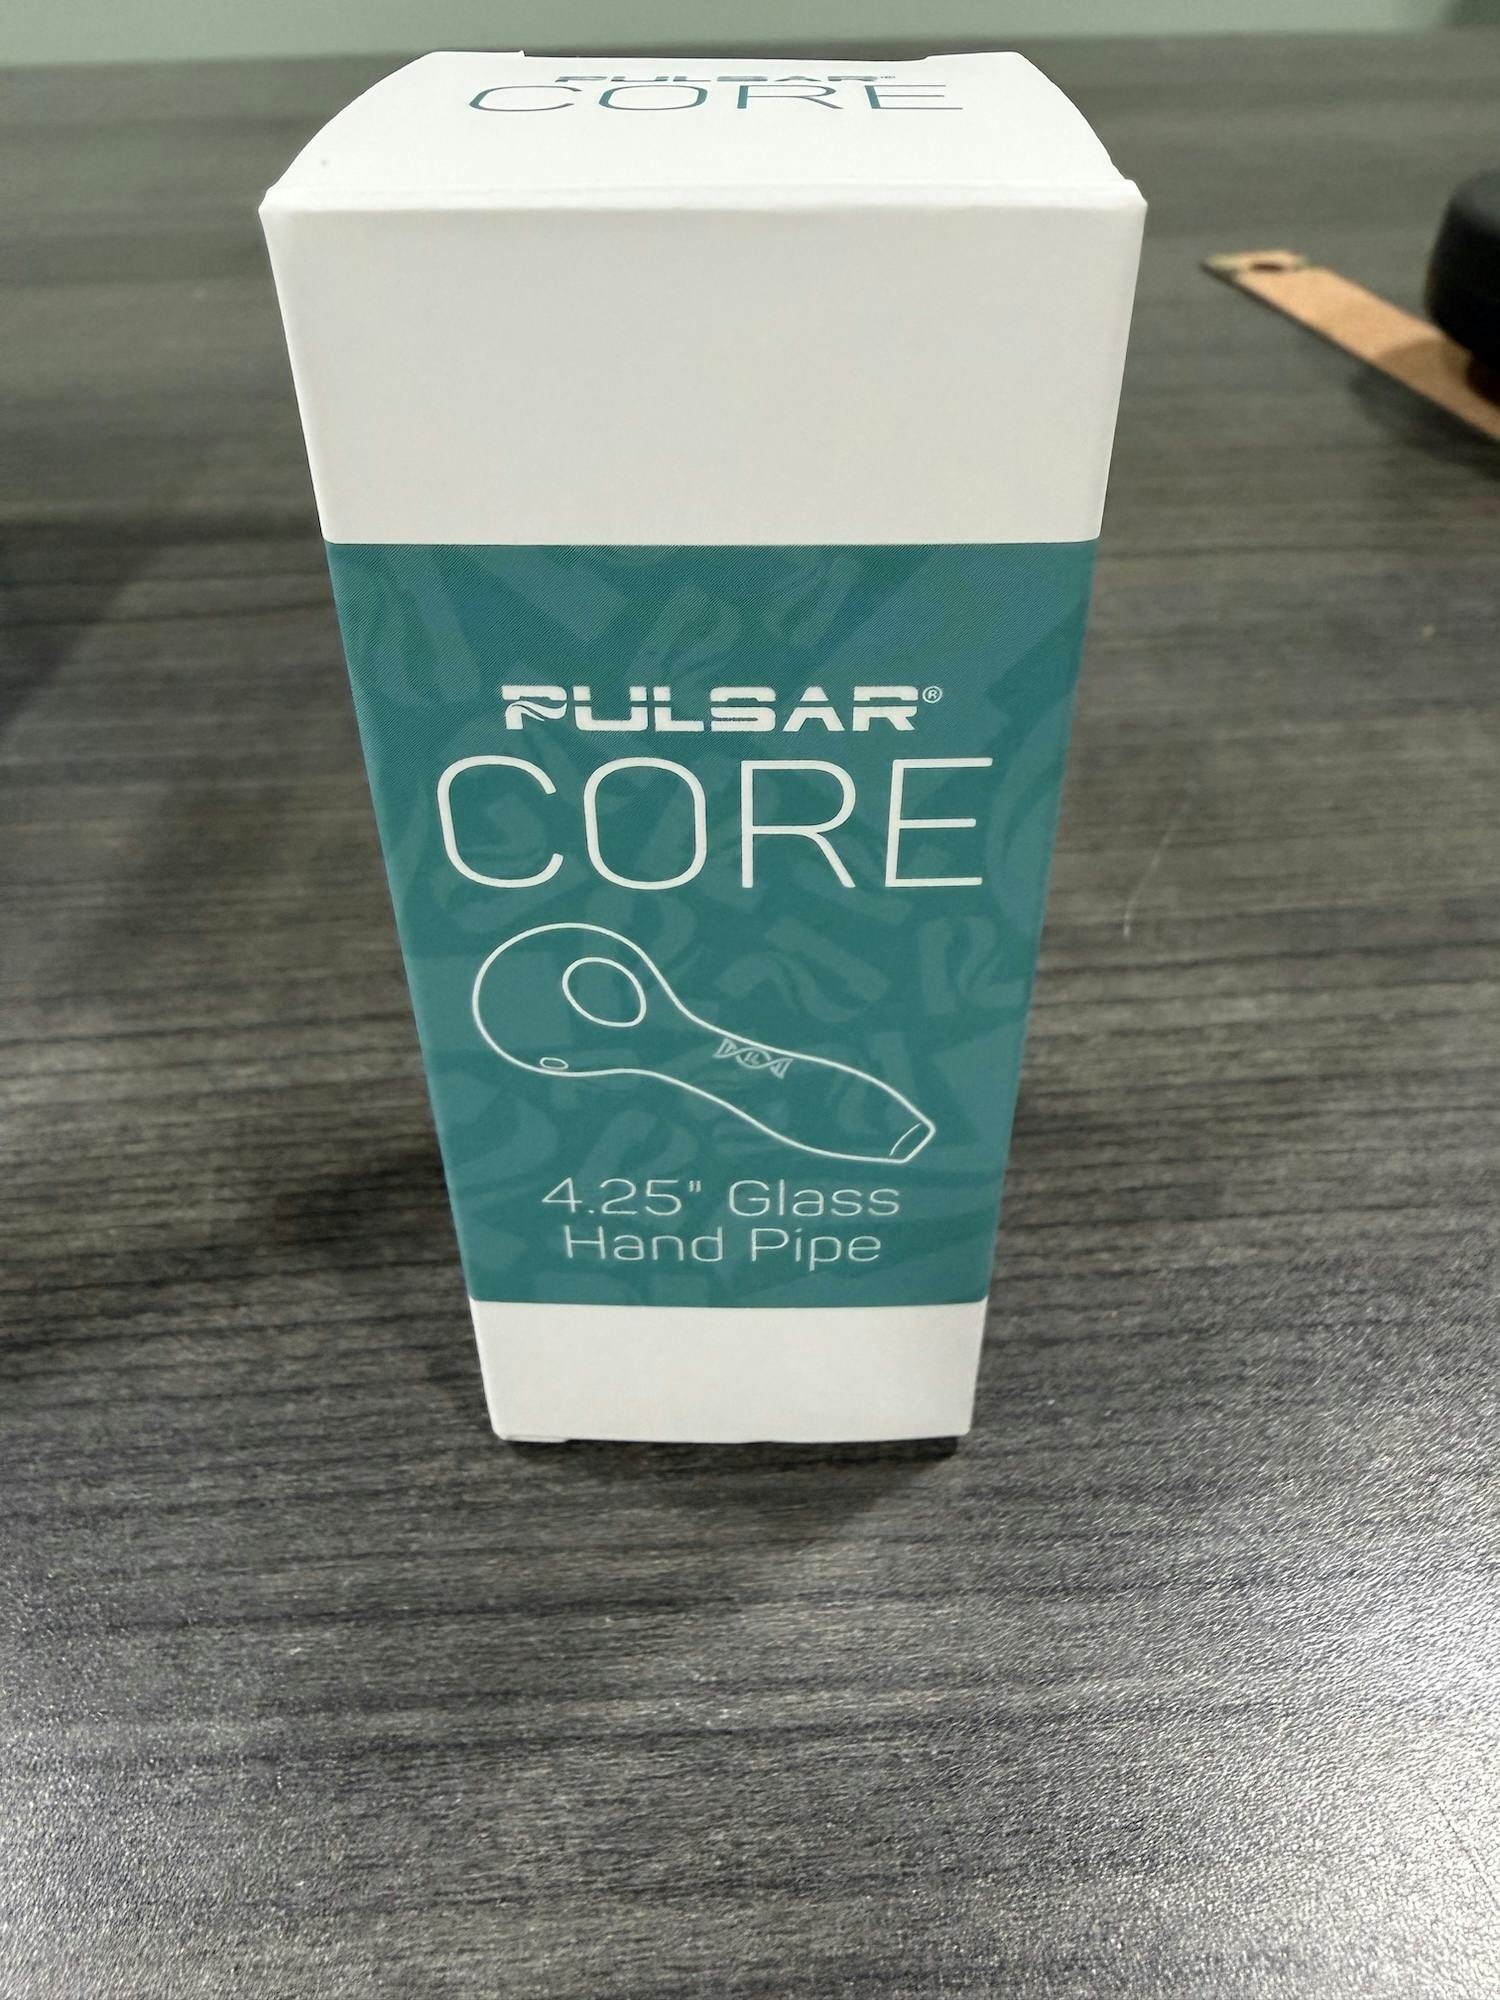 PULSAR®
CORE
PULSAR®
CORE
4.25" Glass
Hand Pipe